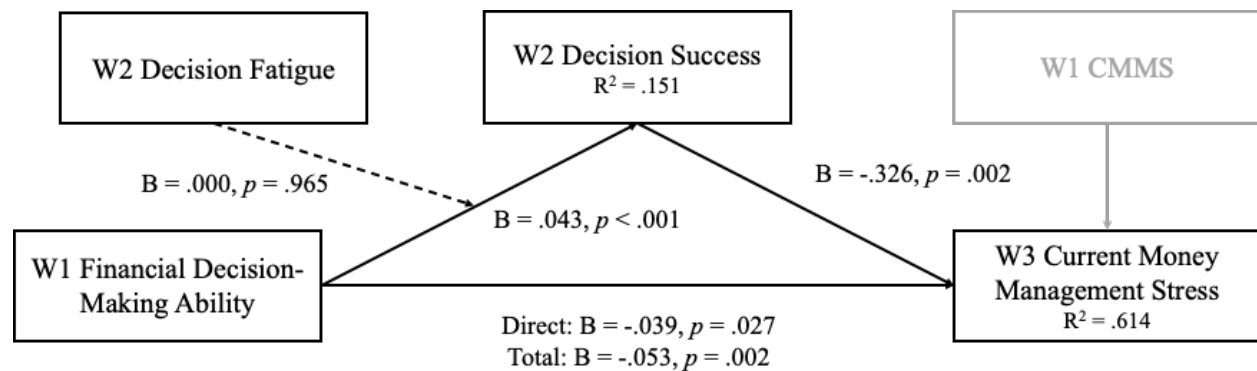 W2 Decision Fatigue
W2 Decision Success
R² = .151
W1 CMMS
B = .000, p = .965
B = .043, p < .001
B = -.326, p = .002
W1 Financial Decision-
Making Ability
W3 Current Money
Management Stress
R² = .614
Direct: B = -.039, p = .027
Total: B = -.053, p = .002